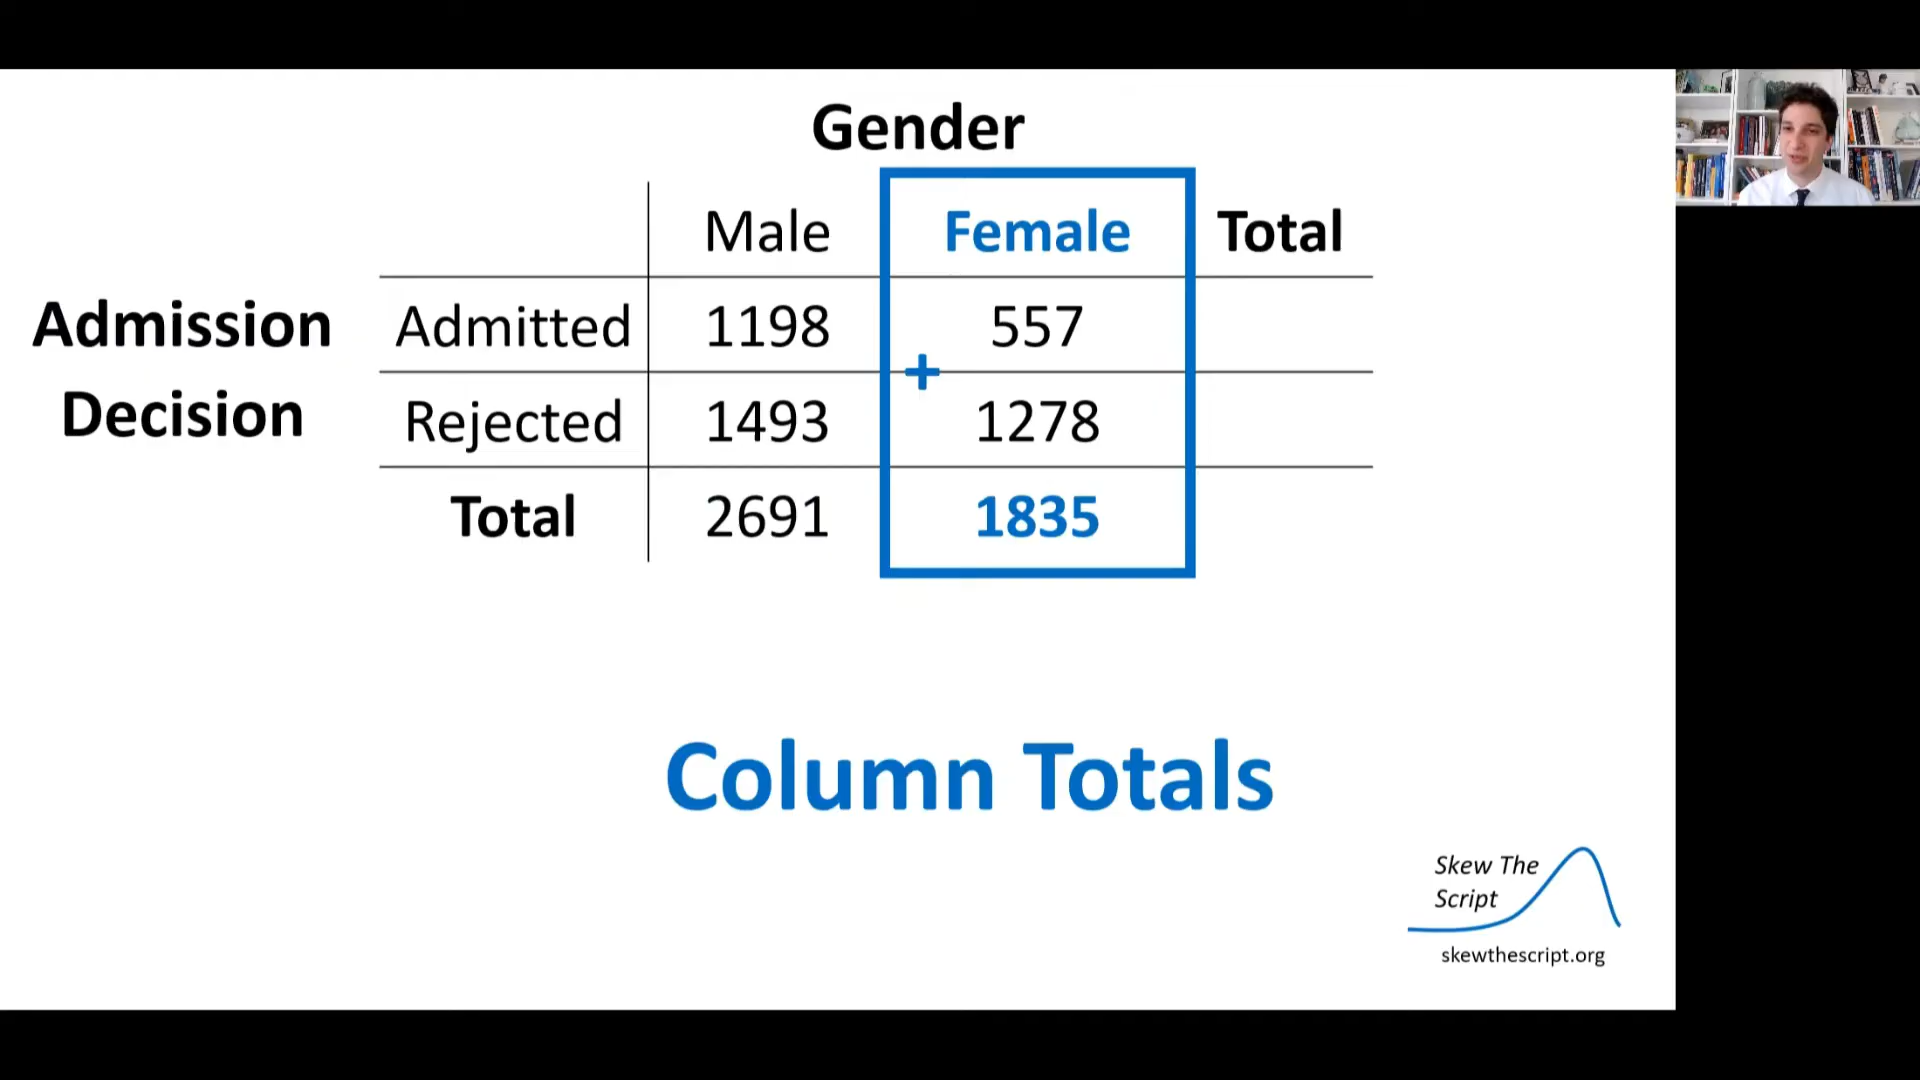 Gender
Male Female Total
Admission Decision
Admitted 1198 557
+
Rejected 1493 1278
Total 2691 1835
Column Totals
Skew The
Script
skewthescript.org